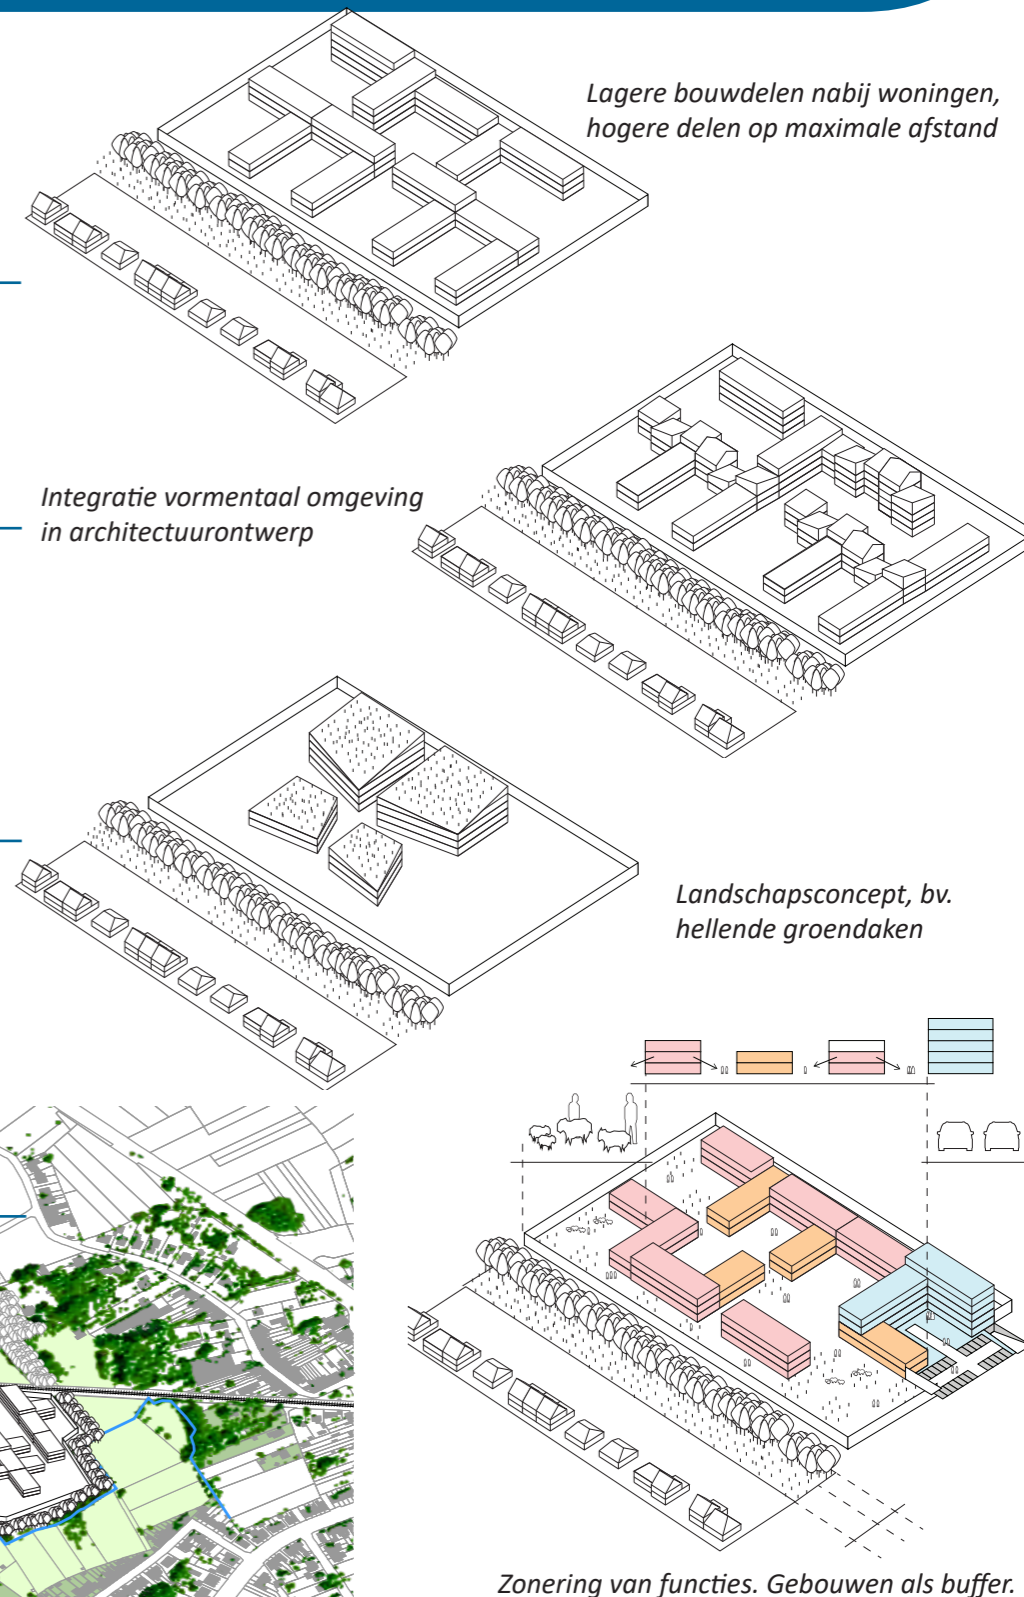 Lagere bouwdelen nabij woningen,
hogere delen op maximale afstand
Integratie vormentaal omgeving
in architectuurontwerp
Landschapsconcept, bv.
hellende groendaken
Zonering van functies. Gebouwen als buffer.